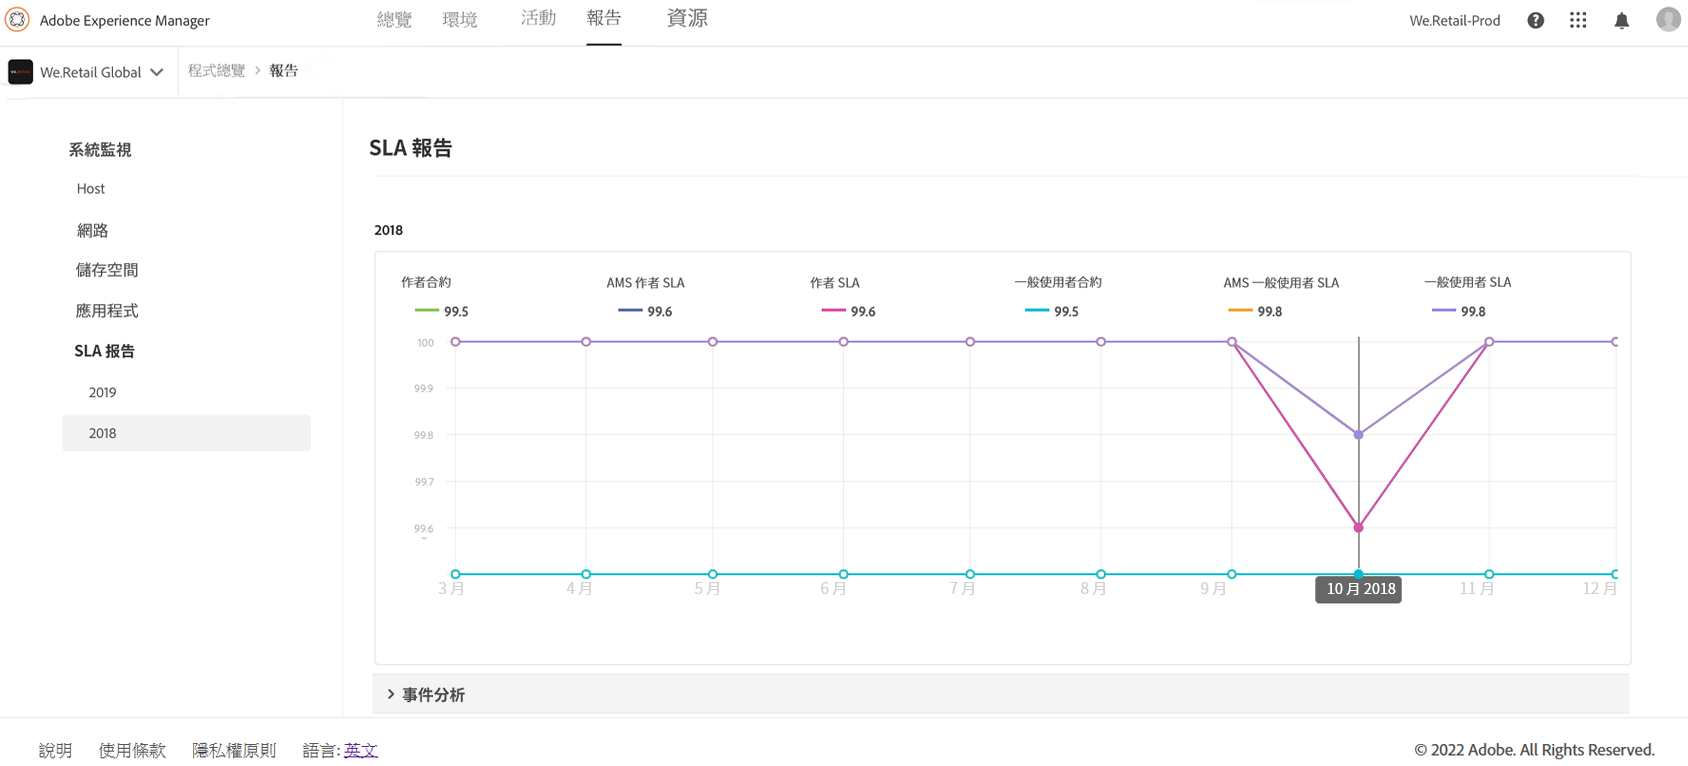 Adobe Experience Manager 總覽 環境 活動 報告 資源 We.Retail-Prod
We.Retail Global 程式總覽 > 報告
系統監視
Host
網路
儲存空間
應用程式
SLA 报告
2019
2018
SLA 報告
2018
作者合約 AMS 作者 SLA 作者 SLA 一般使用者合約 AMS 一般使用者 SLA 一般使用者 SLA
99.5 99.6 99.6 99.5 99.8 99.8
100
99.9
99.8
99.7
99.6
3 月 4 月 5 月 6 月 7 月 8 月 9 月 10 月 2018 11 月 12 月
事件分析
說明 使用條款 隱私權原則 語言: 英文 © 2022 Adobe. All Rights Reserved.